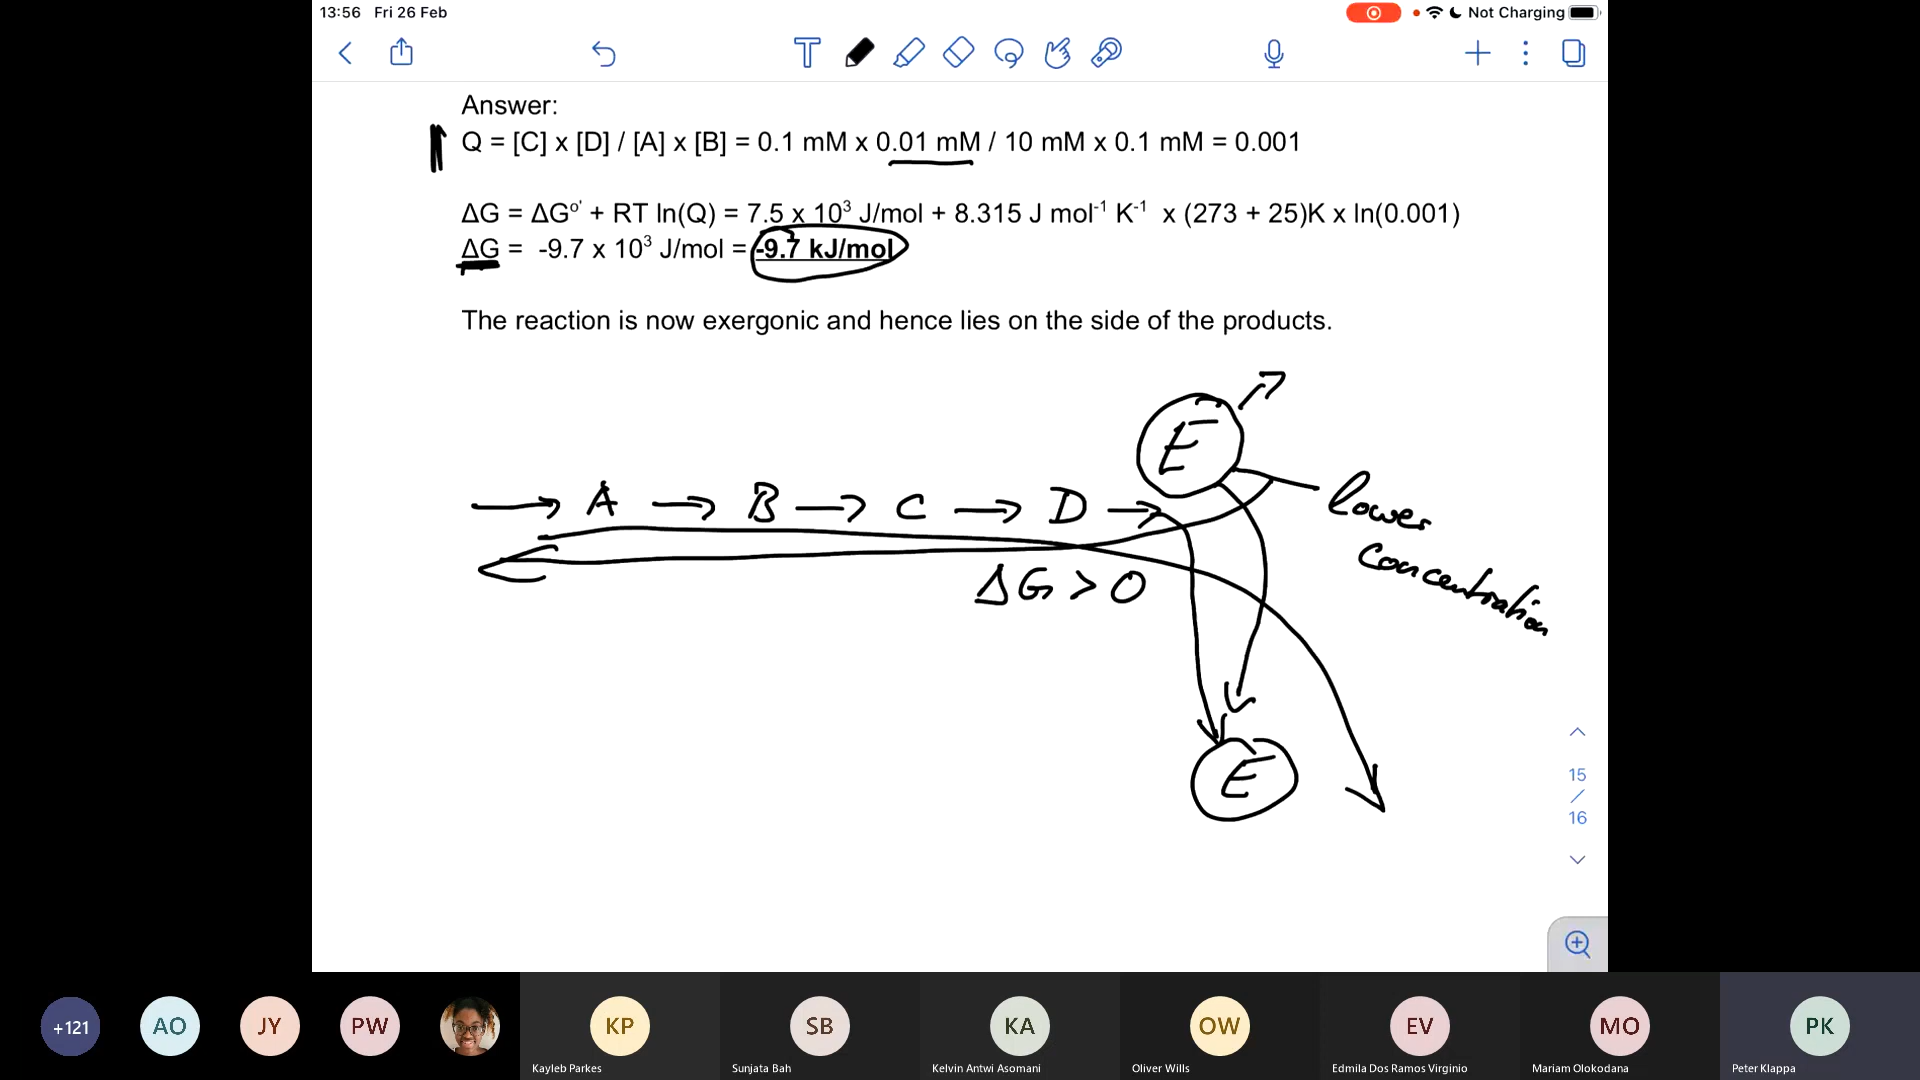 13:56 Fri 26 Feb
Not Charging
Answer:
Q = [C] x [D] / [A] x [B] = 0.1 mM x 0.01 mM / 10 mM x 0.1 mM = 0.001
ΔG = ΔGº' + RT ln(Q) = 7.5 x 10³ J/mol + 8.315 J mol⁻¹ K⁻¹ x (273 + 25)K x ln(0.001)
ΔG = -9.7 x 10³ J/mol = -9.7 kJ/mol
The reaction is now exergonic and hence lies on the side of the products.
E
→ A → B → C → D →
lower
concentration
ΔG > 0
E
15
/
16
+121
AO
JY
PW
KP
SB
KA
OW
EV
MO
PK
Kayleb Parkes
Sunjata Bah
Kelvin Antwi Asomani
Oliver Wills
Edmila Dos Ramos Virginio
Mariam Olokodana
Peter Klappa